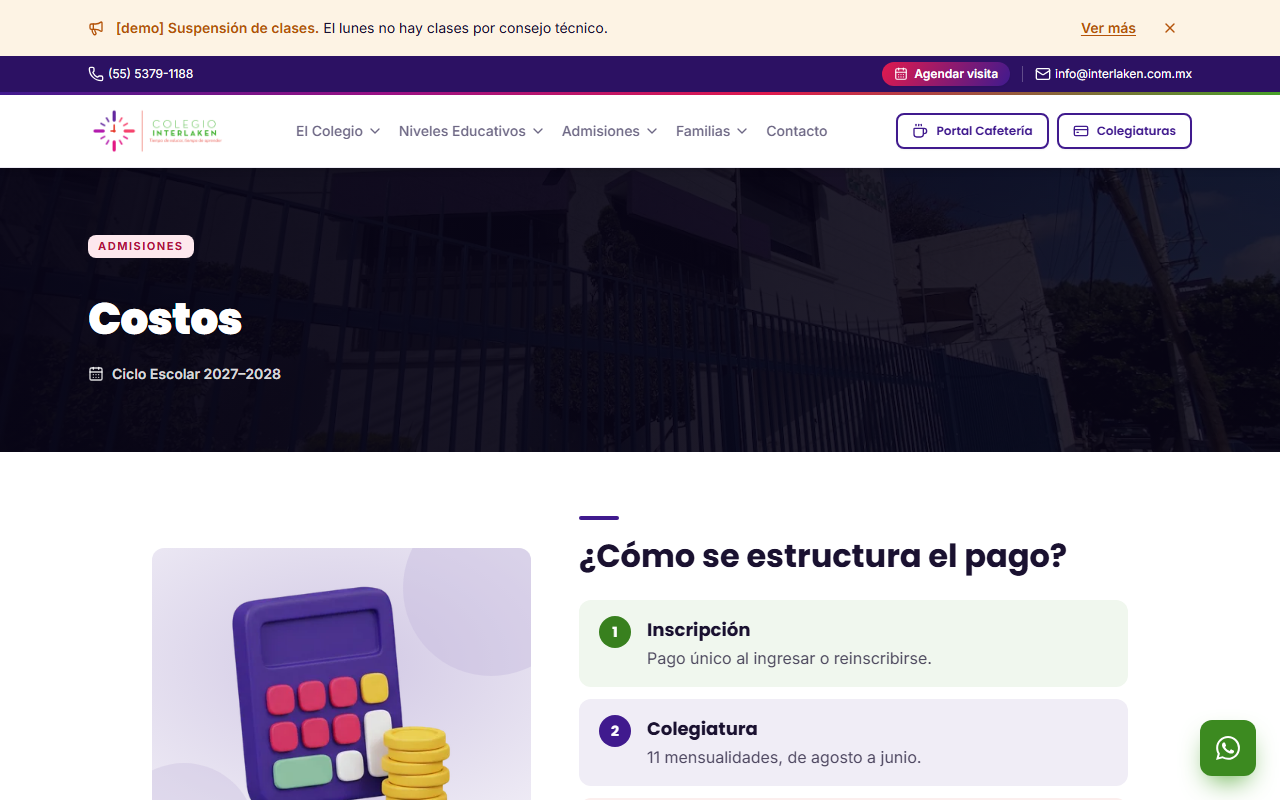 [demo] Suspensión de clases. El lunes no hay clases por consejo técnico.
Ver más
(55) 5379-1188
Agendar visita
info@interlaken.com.mx
COLEGIO
INTERLAKEN
El Colegio
Niveles Educativos
Admisiones
Familias
Contacto
Portal Cafetería
Colegiaturas
ADMISIONES
Costos
Ciclo Escolar 2027–2028
¿Cómo se estructura el pago?
1
Inscripción
Pago único al ingresar o reinscribirse.
2
Colegiatura
11 mensualidades, de agosto a junio.